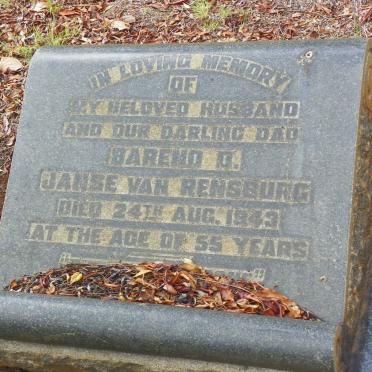 IN LOVING MEMORY
OF
MY BELOVED HUSBAND
AND OUR DARLING DAD
BAREND D.
JANSE VAN RENSBURG
DIED 24TH AUG. 1943
AT THE AGE OF 55 YEARS